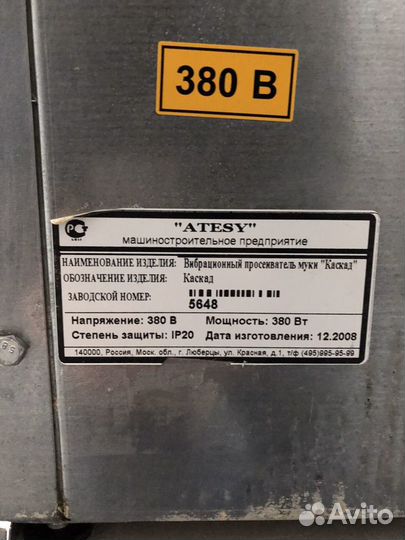 380 В
"ATESY"
машиностроительное предприятие
НАИМЕНОВАНИЕ ИЗДЕЛИЯ: Вибрационный просеиватель муки "Каскад"
ОБОЗНАЧЕНИЕ ИЗДЕЛИЯ: Каскад
ЗАВОДСКОЙ НОМЕР:
5648
Напряжение: 380 В Мощность: 380 Вт
Степень защиты: IP20 Дата изготовления: 12.2008
140000, Россия, Моск. обл., г. Люберцы, ул. Красная, д.1, т/ф (495)995-95-99
Avito